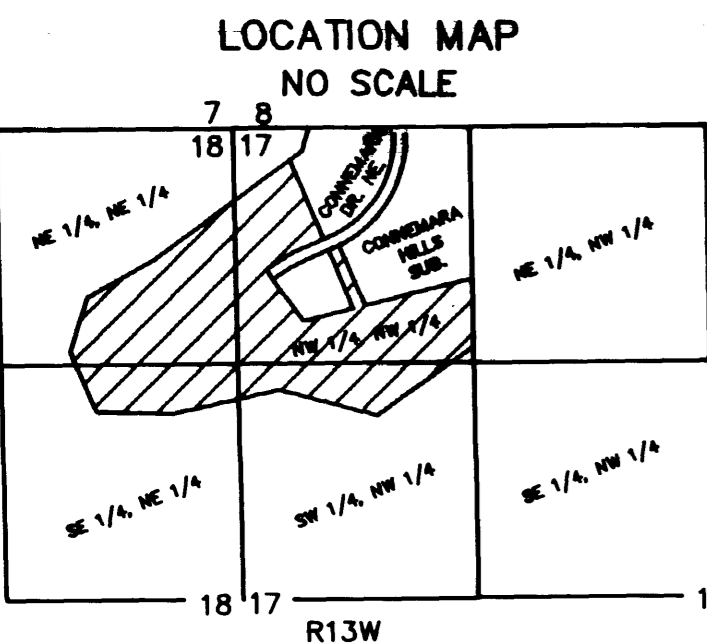 LOCATION MAP
NO SCALE
7 8
18 17
CONNEMARA
DR. NE.
NE 1/4, NE 1/4
CONNEMARA
HILLS
SUB.
NE 1/4, NW 1/4
NW 1/4, NW 1/4
SE 1/4, NE 1/4
SW 1/4, NW 1/4
SE 1/4, NW 1/4
18 17
1
R13W